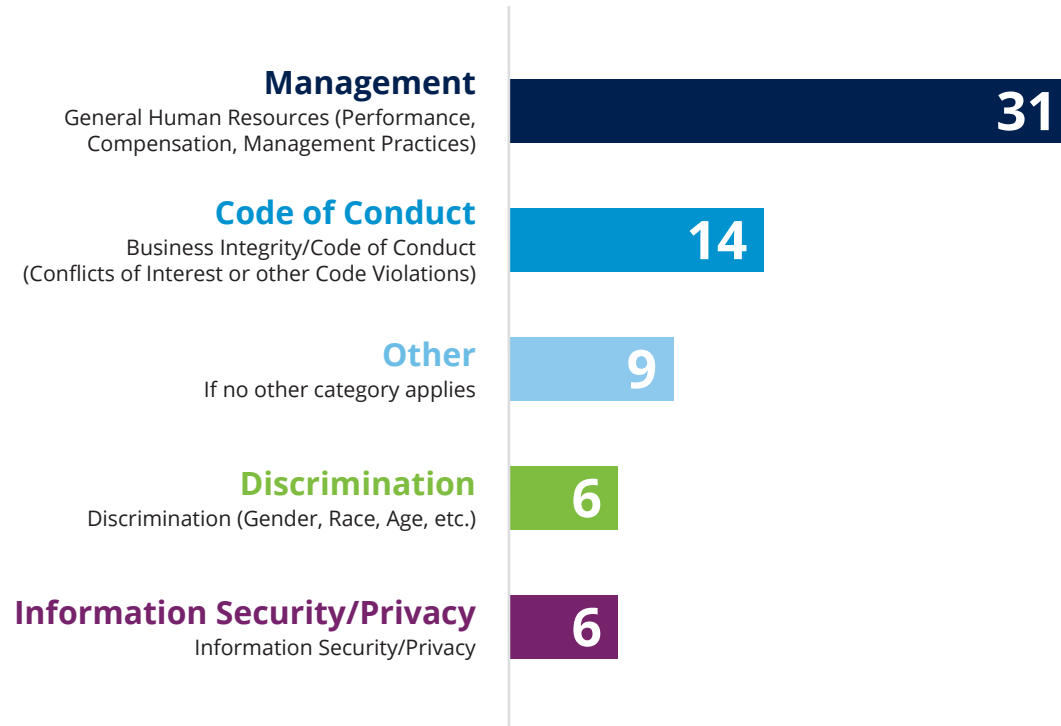 Management
General Human Resources (Performance,
Compensation, Management Practices)
31
Code of Conduct
Business Integrity/Code of Conduct
(Conflicts of Interest or other Code Violations)
14
Other
If no other category applies
9
Discrimination
Discrimination (Gender, Race, Age, etc.)
6
Information Security/Privacy
Information Security/Privacy
6